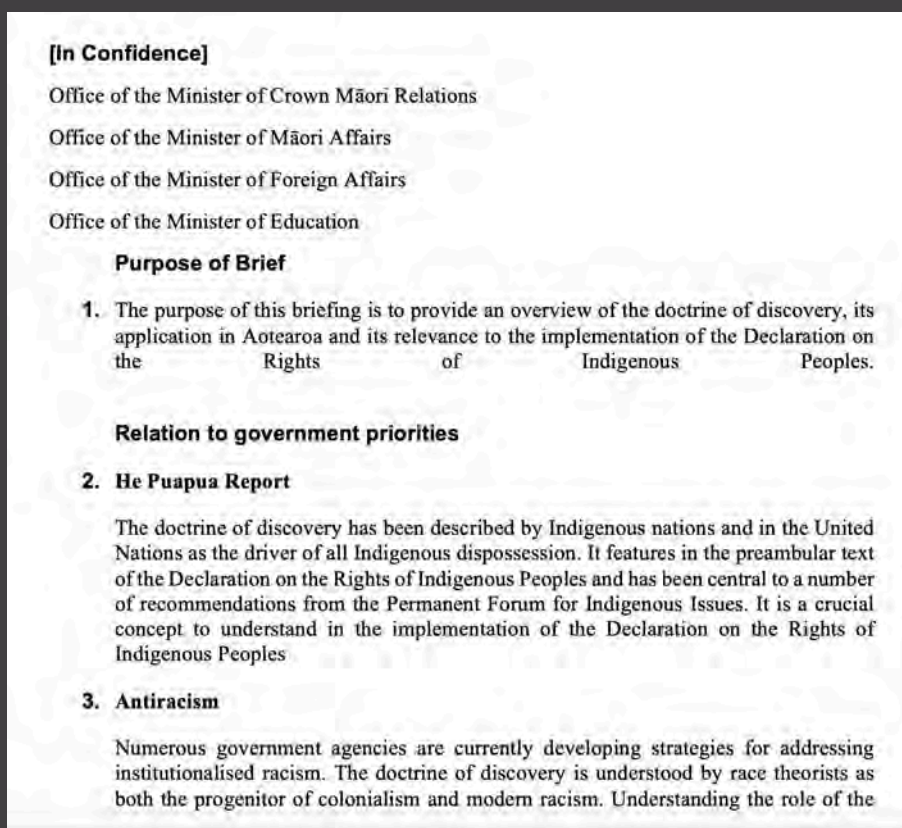 [In Confidence]
Office of the Minister of Crown Māori Relations
Office of the Minister of Māori Affairs
Office of the Minister of Foreign Affairs
Office of the Minister of Education
Purpose of Brief
1. The purpose of this briefing is to provide an overview of the doctrine of discovery, its
application in Aotearoa and its relevance to the implementation of the Declaration on
the Rights of Indigenous Peoples.
Relation to government priorities
2. He Puapua Report
The doctrine of discovery has been described by Indigenous nations and in the United
Nations as the driver of all Indigenous dispossession. It features in the preambular text
of the Declaration on the Rights of Indigenous Peoples and has been central to a number
of recommendations from the Permanent Forum for Indigenous Issues. It is a crucial
concept to understand in the implementation of the Declaration on the Rights of
Indigenous Peoples
3. Antiracism
Numerous government agencies are currently developing strategies for addressing
institutionalised racism. The doctrine of discovery is understood by race theorists as
both the progenitor of colonialism and modern racism. Understanding the role of the